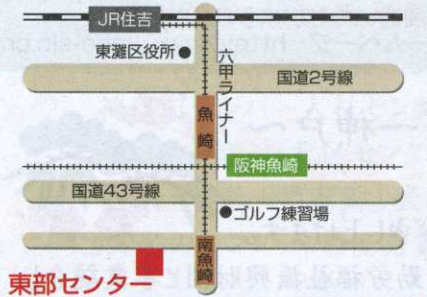 JR住吉
東灘区役所
六甲ライナー
国道2号線
魚崎
阪神魚崎
国道43号線
ゴルフ練習場
南魚崎
東部センター